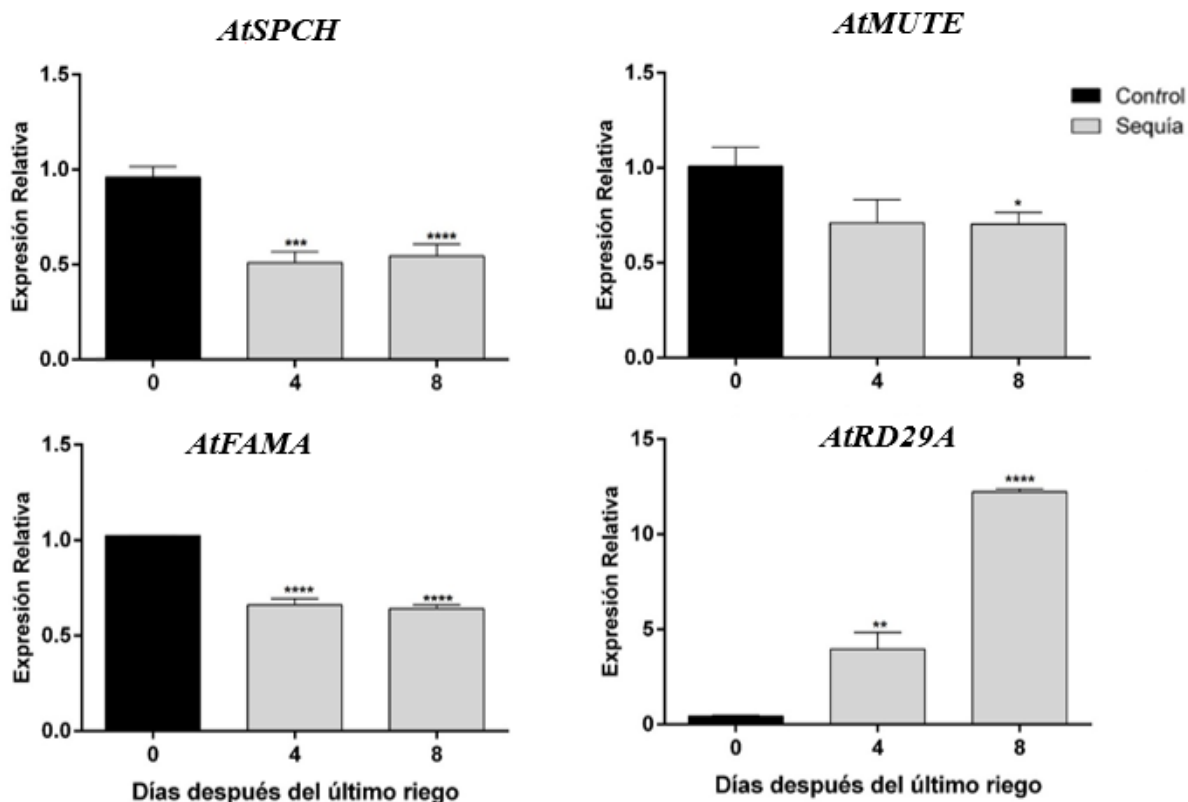 AtSPCH
Expresión Relativa
1.5
1.0
0.5
0.0
***
****
0 4 8
AtMUTE
Expresión Relativa
1.5
1.0
0.5
0.0
*
0 4 8
Control
Sequía
AtFAMA
Expresión Relativa
1.5
1.0
0.5
0.0
****
****
0 4 8
Días después del último riego
AtRD29A
Expresión Relativa
15
10
5
0
**
****
0 4 8
Días después del último riego